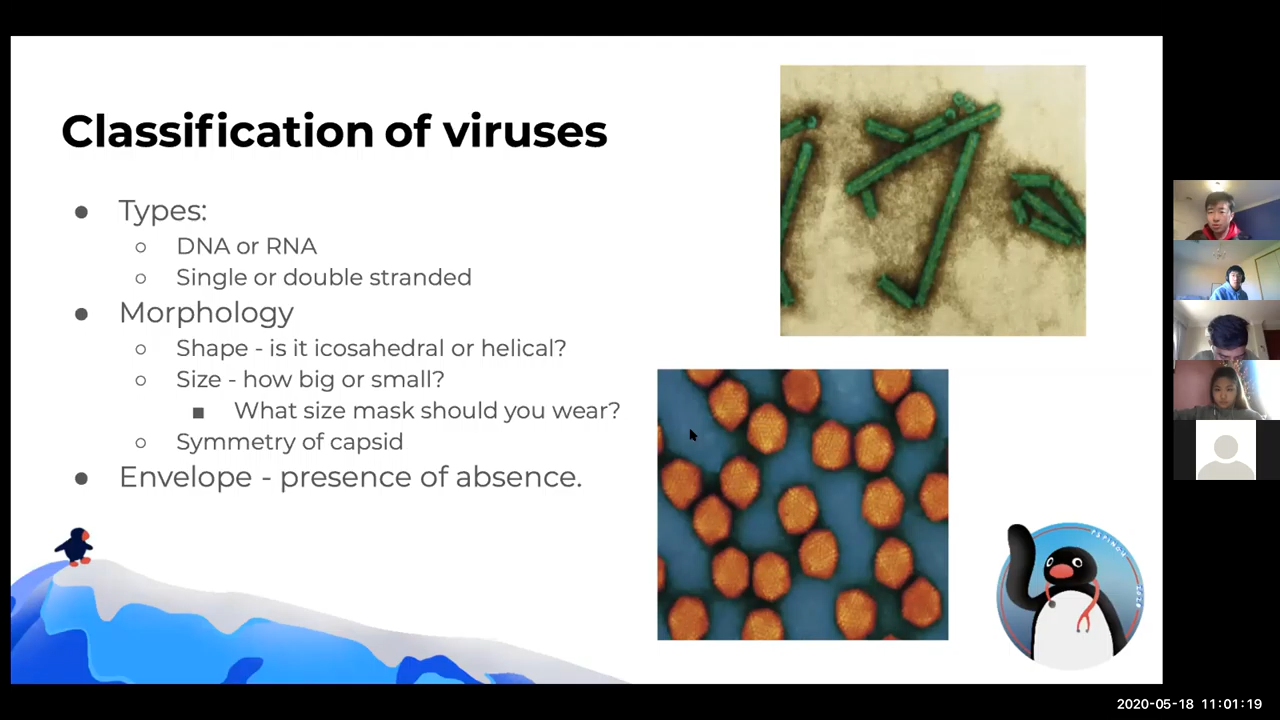 Classification of viruses
● Types:
○ DNA or RNA
○ Single or double stranded
● Morphology
○ Shape - is it icosahedral or helical?
○ Size - how big or small?
■ What size mask should you wear?
○ Symmetry of capsid
● Envelope - presence of absence.
2020-05-18 11:01:19